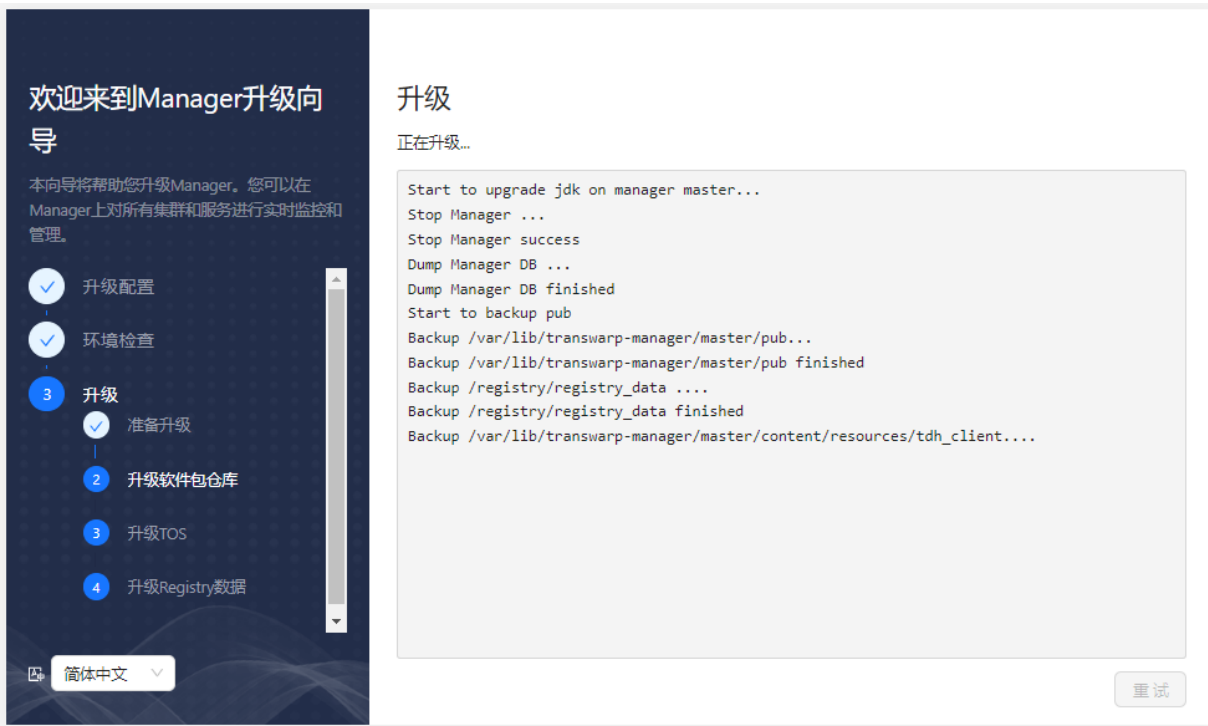 欢迎来到Manager升级向
导
本向导将帮助您升级Manager。您可以在
Manager上对所有集群和服务进行实时监控和
管理。
升级配置
环境检查
3 升级
准备升级
2 升级软件包仓库
3 升级TOS
4 升级Registry数据
简体中文
升级
正在升级...
Start to upgrade jdk on manager master...
Stop Manager ...
Stop Manager success
Dump Manager DB ...
Dump Manager DB finished
Start to backup pub
Backup /var/lib/transwarp-manager/master/pub...
Backup /var/lib/transwarp-manager/master/pub finished
Backup /registry/registry_data ....
Backup /registry/registry_data finished
Backup /var/lib/transwarp-manager/master/content/resources/tdh_client....
重试